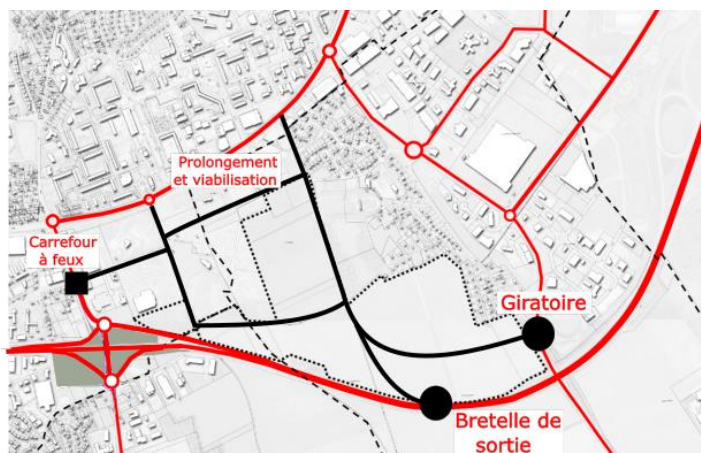 Prolongement
et viabilisation
Carrefour
à feux
Giratoire
Bretelle de
sortie